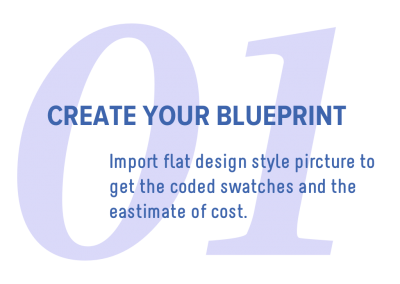 01
CREATE YOUR BLUEPRINT
Import flat design style pircture to
get the coded swatches and the
eastimate of cost.